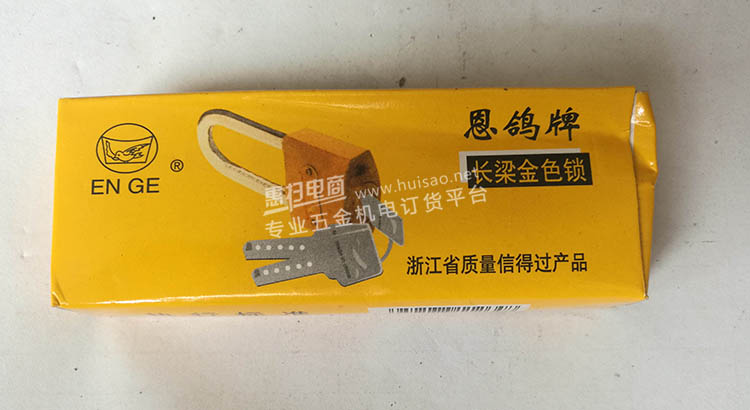 恩鸽牌
EN GE ®
长梁金色锁
惠扫电商 www.huisao.net
专业五金机电订货平台
浙江省质量信得过产品